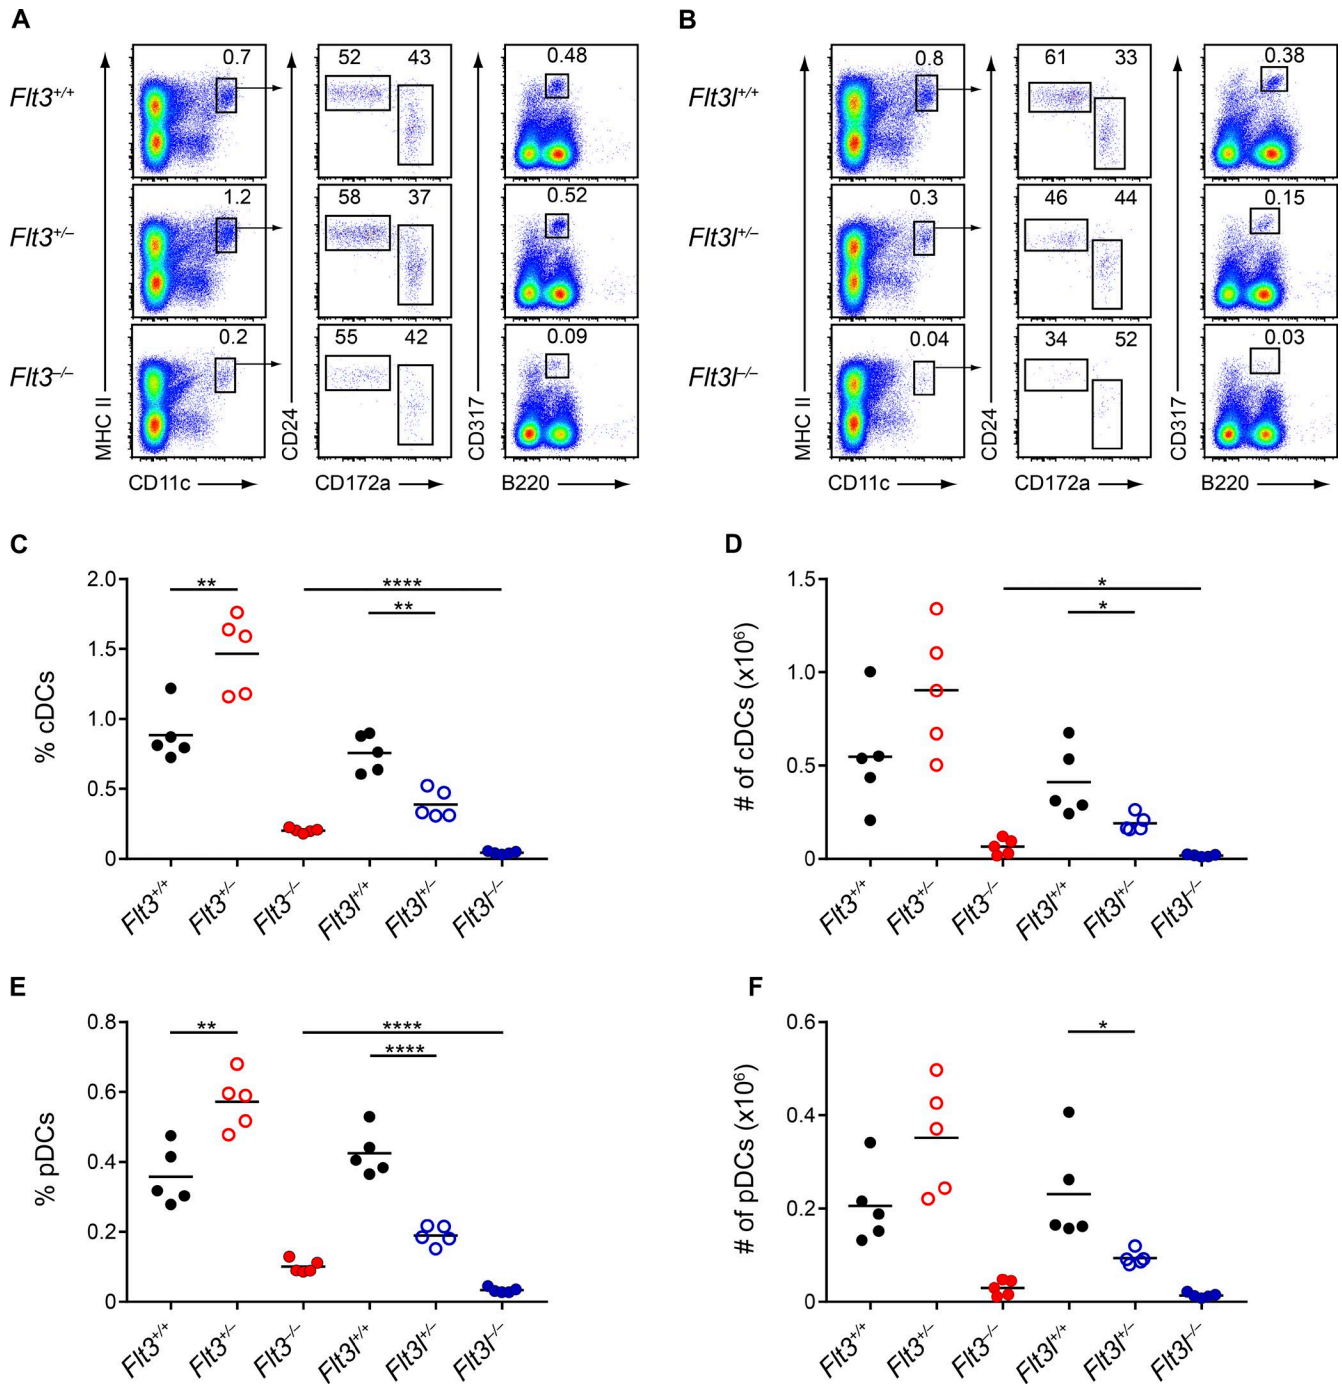 A
B
0.7
52 43
0.48
0.8
61 33
0.38
Flt3+/+
Flt3l+/+
1.2
58 37
0.52
0.3
46 44
0.15
Flt3+/–
Flt3l+/–
0.2
55 42
0.09
0.04
34 52
0.03
Flt3–/–
Flt3l–/–
MHC II
CD24
CD317
MHC II
CD24
CD317
CD11c
CD172a
B220
CD11c
CD172a
B220
C
% cDCs
2.0
1.5
1.0
0.5
0
**
****
**
Flt3+/+
Flt3+/–
Flt3–/–
Flt3l+/+
Flt3l+/–
Flt3l–/–
D
# of cDCs (x10⁶)
1.5
1.0
0.5
0
*
*
Flt3+/+
Flt3+/–
Flt3–/–
Flt3l+/+
Flt3l+/–
Flt3l–/–
E
% pDCs
0.8
0.6
0.4
0.2
0
**
****
****
Flt3+/+
Flt3+/–
Flt3–/–
Flt3l+/+
Flt3l+/–
Flt3l–/–
F
# of pDCs (x10⁶)
0.6
0.4
0.2
0
*
Flt3+/+
Flt3+/–
Flt3–/–
Flt3l+/+
Flt3l+/–
Flt3l–/–